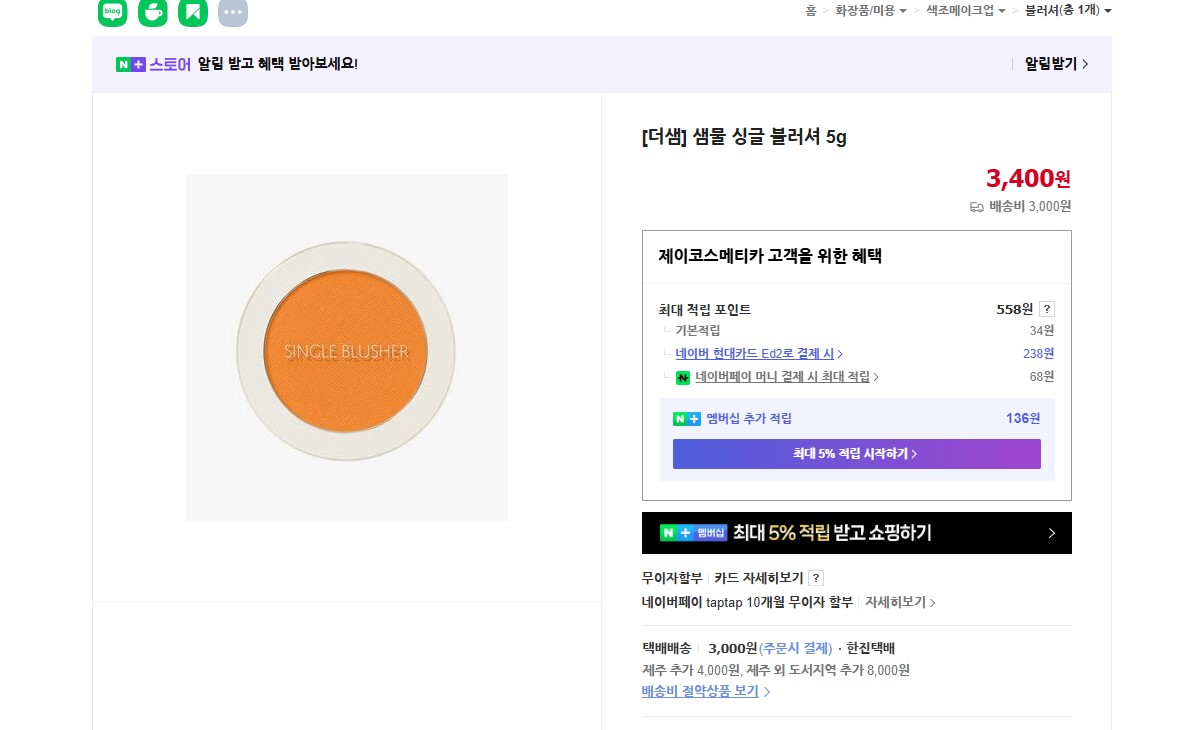 blog
홈 > 화장품/미용 > 색조메이크업 > 블러셔(총 1개)
N+ 스토어 알림 받고 혜택 받아보세요!
알림받기 >
SINGLE BLUSHER
[더샘] 샘물 싱글 블러셔 5g
3,400원
배송비 3,000원
제이코스메티카 고객을 위한 혜택
최대 적립 포인트 558원 ?
기본적립 34원
네이버 현대카드 Ed2로 결제 시 > 238원
N 네이버페이 머니 결제 시 최대 적립 > 68원
N+ 멤버십 추가 적립 136원
최대 5% 적립 시작하기 >
N+ 멤버십 최대 5% 적립 받고 쇼핑하기 >
무이자할부 카드 자세히보기 ?
네이버페이 taptap 10개월 무이자 할부 자세히보기 >
택배배송 3,000원(주문시 결제) · 한진택배
제주 추가 4,000원, 제주 외 도서지역 추가 8,000원
배송비 절약상품 보기 >